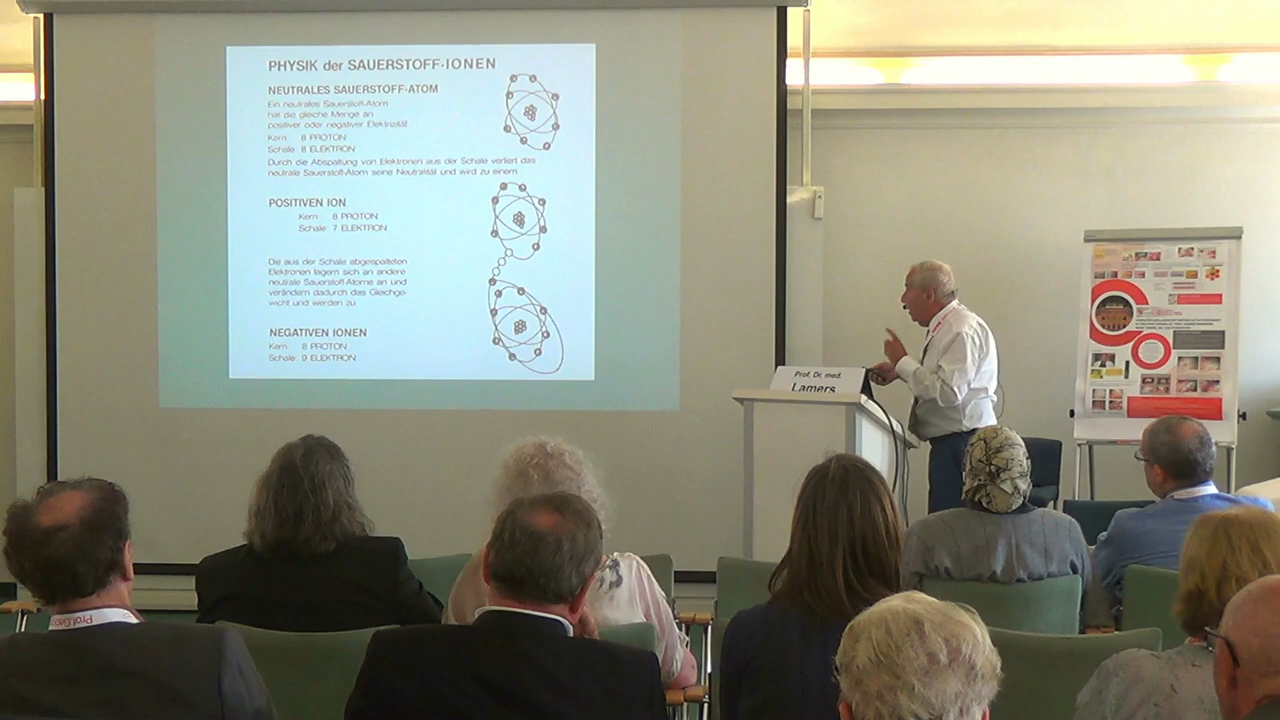 PHYSIK der SAUERSTOFF-IONEN
NEUTRALES SAUERSTOFF-ATOM
Ein neutrales Sauerstoff-Atom
hat die gleiche Menge an
positiver oder negativer Elektrizität.
Kern: 8 PROTON
Schale: 8 ELEKTRON
Durch die Abspaltung von Elektronen aus der Schale verliert das
neutrale Sauerstoff-Atom seine Neutralität und wird zu einem
POSITIVEN ION
Kern: 8 PROTON
Schale: 7 ELEKTRON
Die aus der Schale abgespalteten
Elektronen lagern sich an andere
neutrale Sauerstoff-Atome an und
verändern dadurch das Gleichge-
wicht und werden zu
NEGATIVEN IONEN
Kern: 8 PROTON
Schale: 9 ELEKTRON
Prof. Dr. med.
Lamers